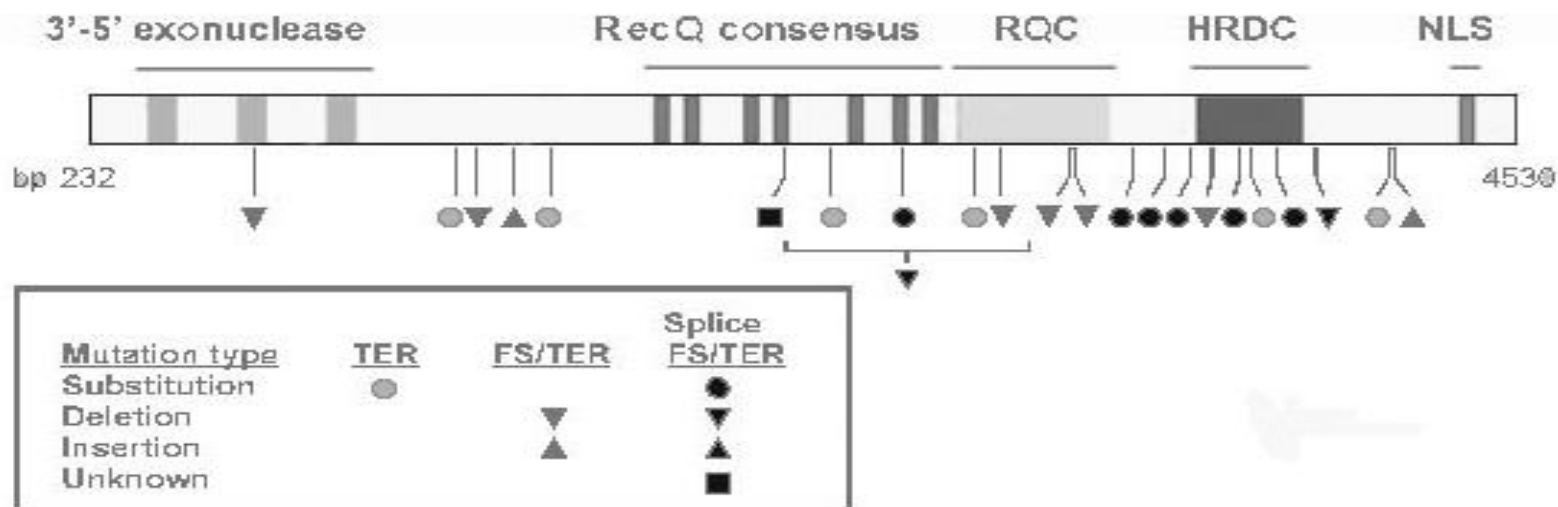 3'-5' exonuclease RecQ consensus RQC HRDC NLS
bp 232 4530
Splice
Mutation type TER FS/TER FS/TER
Substitution
Deletion
Insertion
Unknown